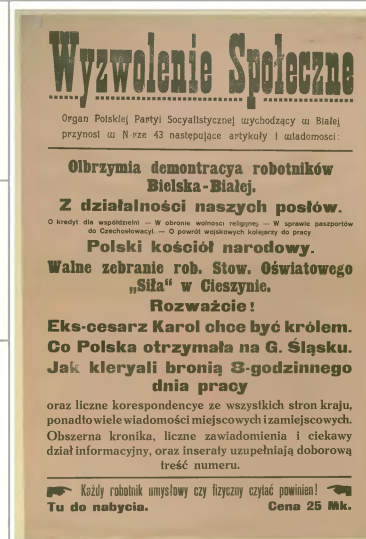 Wyzwolenie Społeczne
Organ Polskiej Partyi Socyalistycznej wychodzący w Białej
przynosi w N-rze 43 następujące artykuły i wiadomości:
Olbrzymia demontracya robotników
Bielska-Białej.
Z działalności naszych posłów.
O kredyt dla współdzielni — W obronie wolności religijnej — W sprawie paszportów
do Czechosłowacyi. — O powrót wojskowych kolejarzy do pracy
Polski kościół narodowy.
Walne zebranie rob. Stow. Oświatowego
„Siła“ w Cieszynie.
Rozważcie!
Eks-cesarz Karol chce być królem.
Co Polska otrzymała na G. Śląsku.
Jak kleryali bronią 8-godzinnego
dnia pracy
oraz liczne korespondencye ze wszystkich stron kraju,
ponadto wiele wiadomości miejscowych i zamiejscowych.
Obszerna kronika, liczne zawiadomienia i ciekawy
dział informacyjny, oraz inseraty uzupełniają doborową
treść numeru.
Każdy robotnik umysłowy czy fizyczny czytać powinien!
Tu do nabycia. Cena 25 Mk.